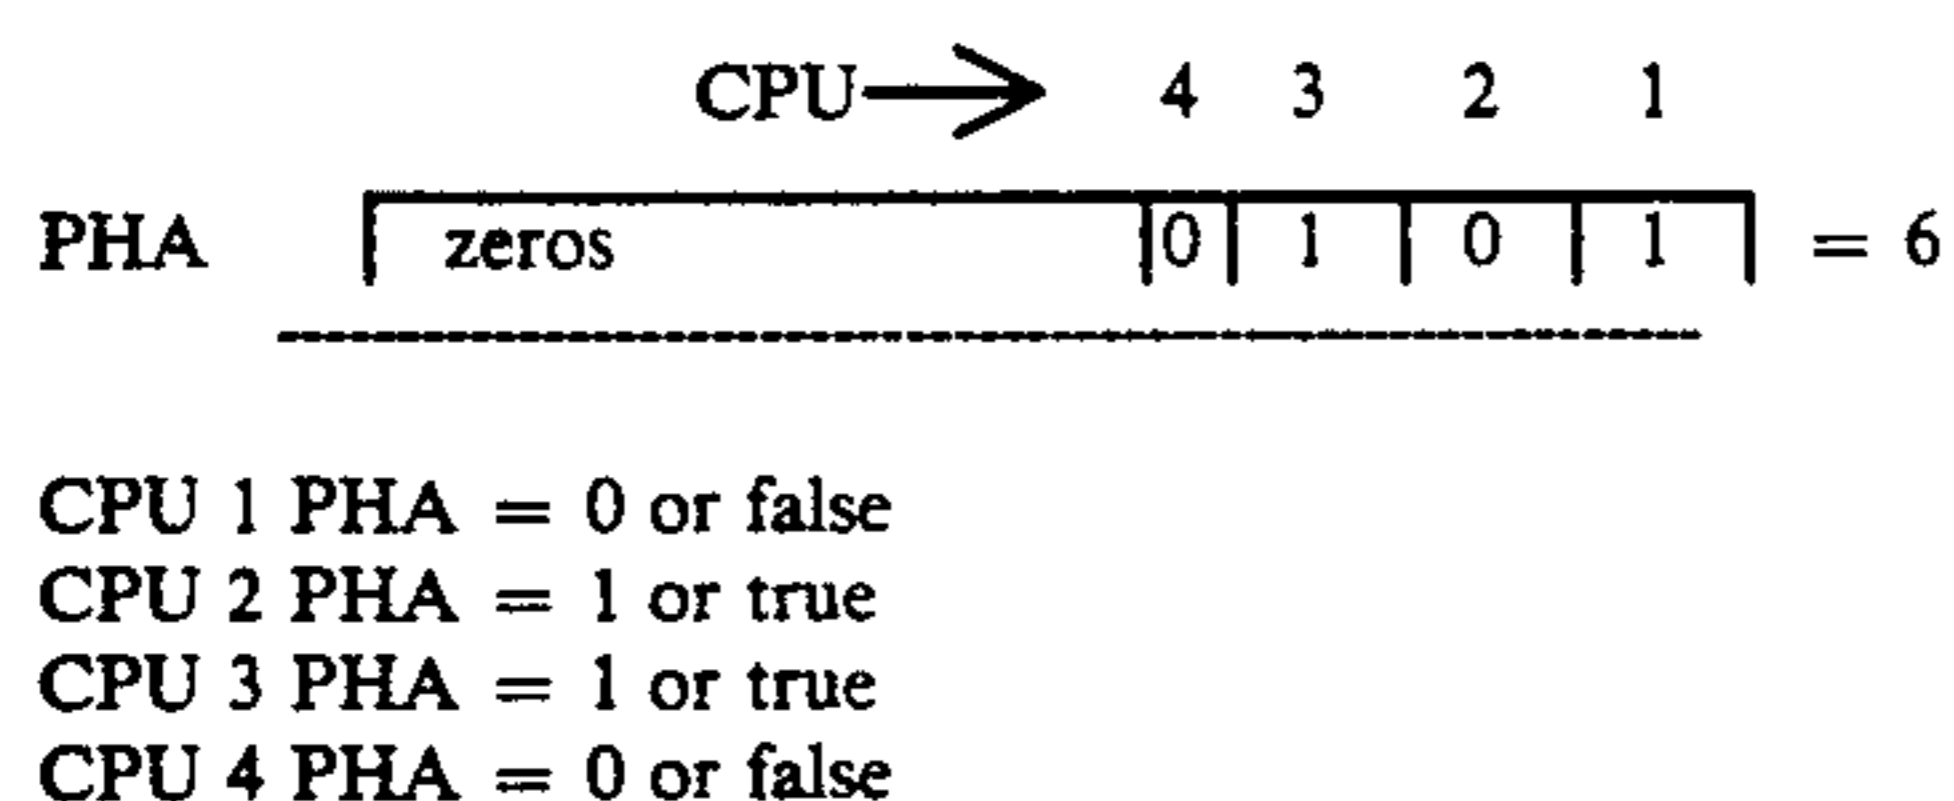 CPU → 4 3 2 1
PHA zeros 0 1 0 1 = 6
CPU 1 PHA = 0 or false
CPU 2 PHA = 1 or true
CPU 3 PHA = 1 or true
CPU 4 PHA = 0 or false